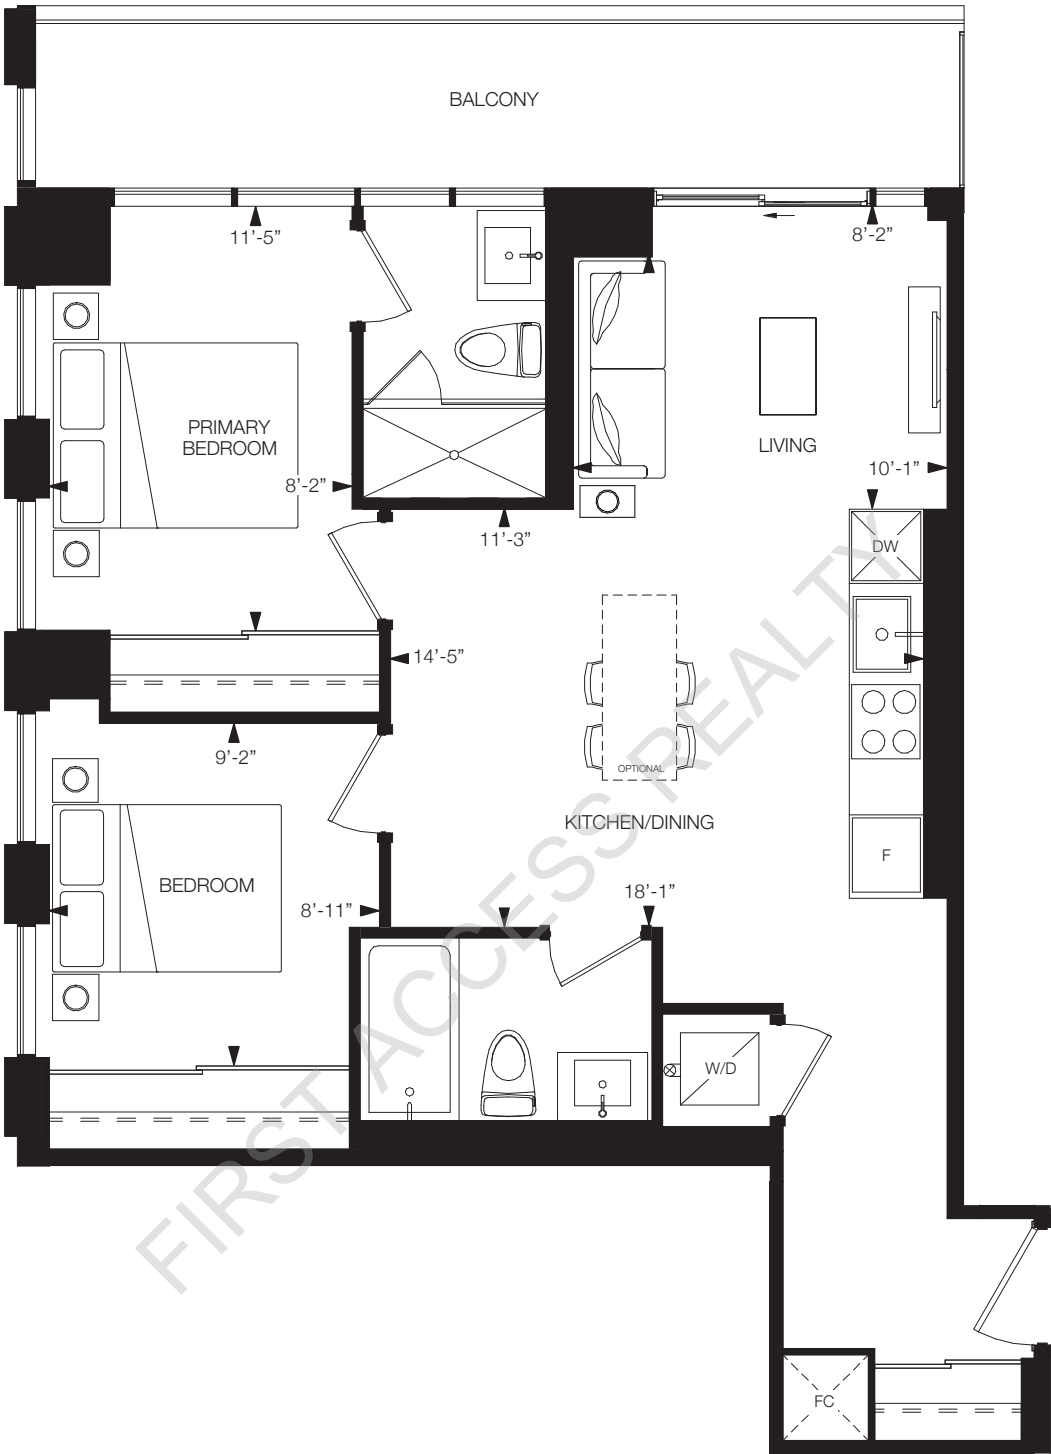 BALCONY
11'-5”
8'-2”
PRIMARY
BEDROOM
LIVING
8'-2”
10'-1”
11'-3”
DW
14'-5”
9'-2”
OPTIONAL
KITCHEN/DINING
F
BEDROOM
8'-11”
18'-1”
W/D
FC
FIRST ACCESS REALTY